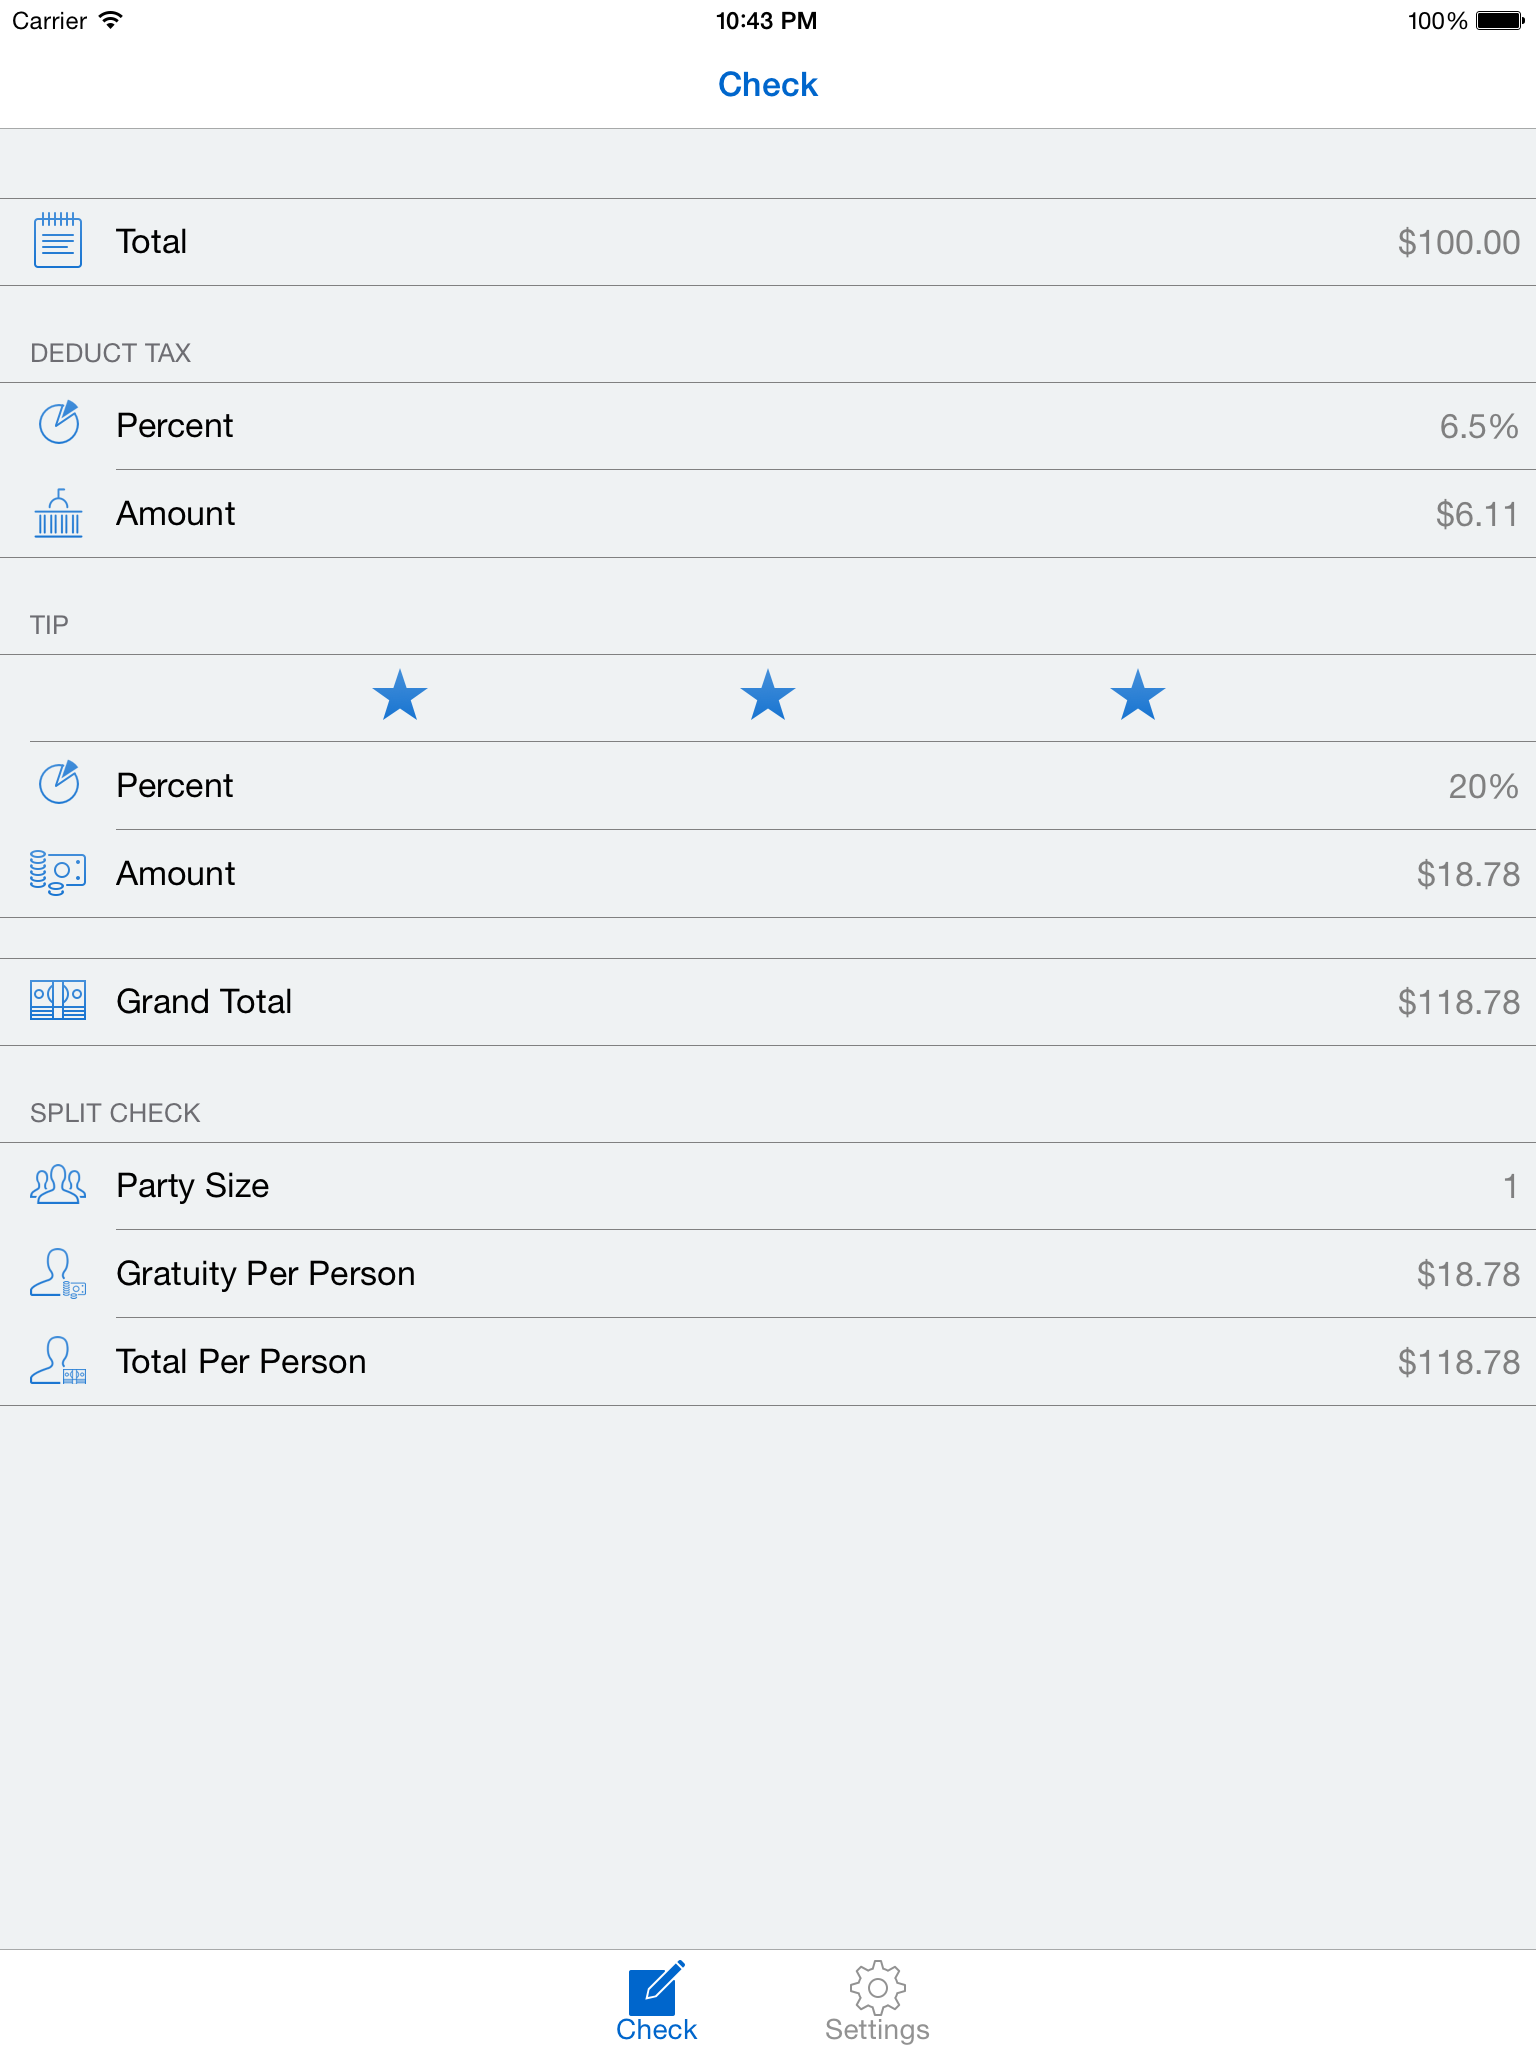 Carrier 10:43 PM 100%
Check
Total $100.00
DEDUCT TAX
Percent 6.5%
Amount $6.11
TIP
Percent 20%
Amount $18.78
Grand Total $118.78
SPLIT CHECK
Party Size 1
Gratuity Per Person $18.78
Total Per Person $118.78
Check Settings